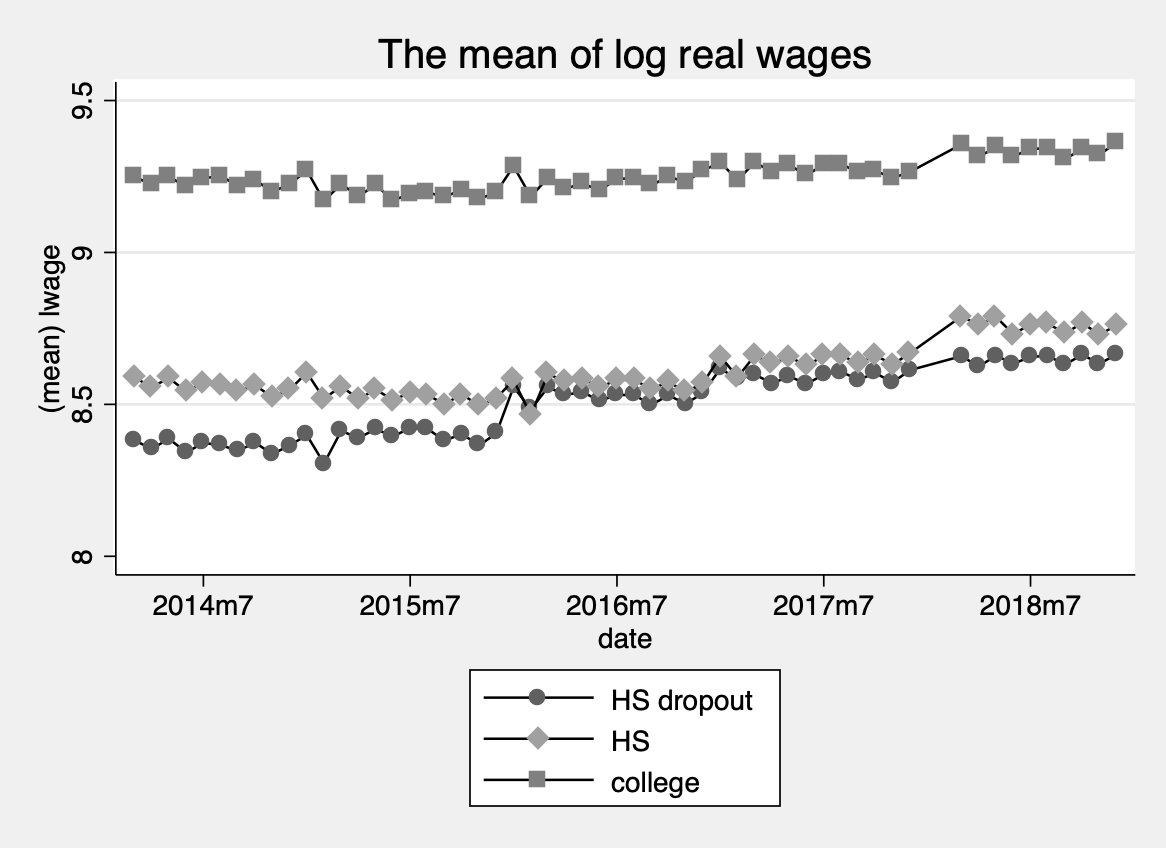 The mean of log real wages
(mean) lwage
9.5
9
8.5
8
2014m7 2015m7 2016m7 2017m7 2018m7
date
HS dropout
HS
college